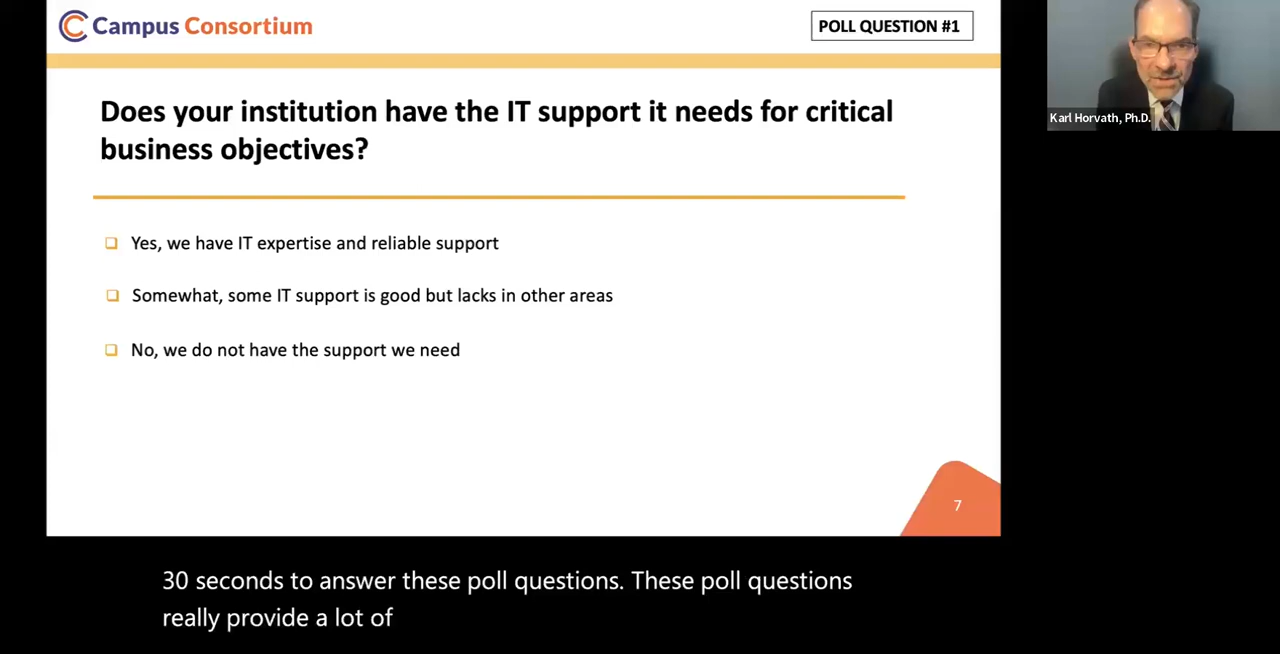 Campus Consortium
POLL QUESTION #1
Does your institution have the IT support it needs for critical
business objectives?
Yes, we have IT expertise and reliable support
Somewhat, some IT support is good but lacks in other areas
No, we do not have the support we need
7
Karl Horvath, Ph.D.
30 seconds to answer these poll questions. These poll questions
really provide a lot of